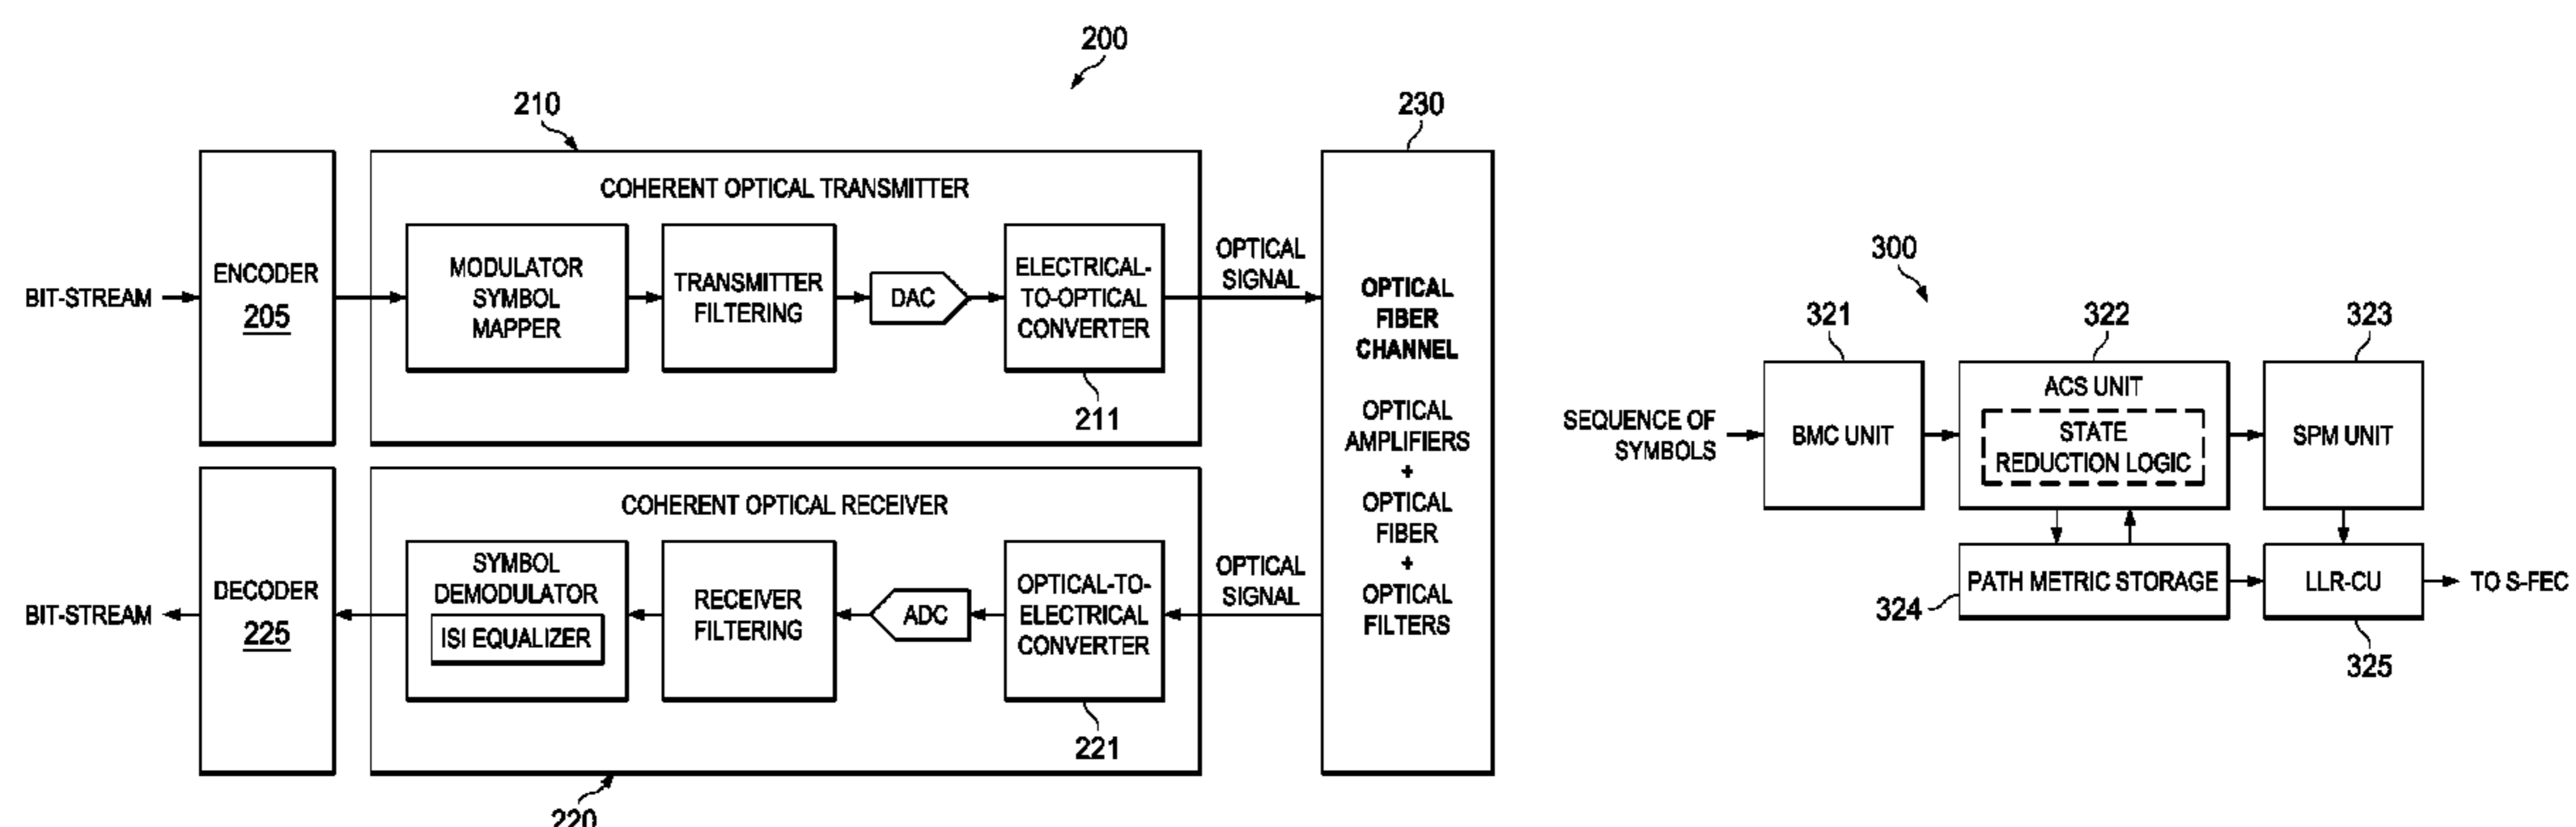 200
210
230
COHERENT OPTICAL TRANSMITTER
BIT-STREAM
ENCODER
205
MODULATOR
SYMBOL
MAPPER
TRANSMITTER
FILTERING
DAC
ELECTRICAL-
TO-OPTICAL
CONVERTER
211
OPTICAL
SIGNAL
OPTICAL
FIBER
CHANNEL
OPTICAL
AMPLIFIERS
+
OPTICAL
FIBER
+
OPTICAL
FILTERS
COHERENT OPTICAL RECEIVER
BIT-STREAM
DECODER
225
SYMBOL
DEMODULATOR
ISI EQUALIZER
RECEIVER
FILTERING
ADC
OPTICAL-TO-
ELECTRICAL
CONVERTER
221
OPTICAL
SIGNAL
220
300
321
322
323
SEQUENCE OF
SYMBOLS
BMC UNIT
ACS UNIT
STATE
REDUCTION LOGIC
SPM UNIT
324
PATH METRIC STORAGE
LLR-CU
TO S-FEC
325